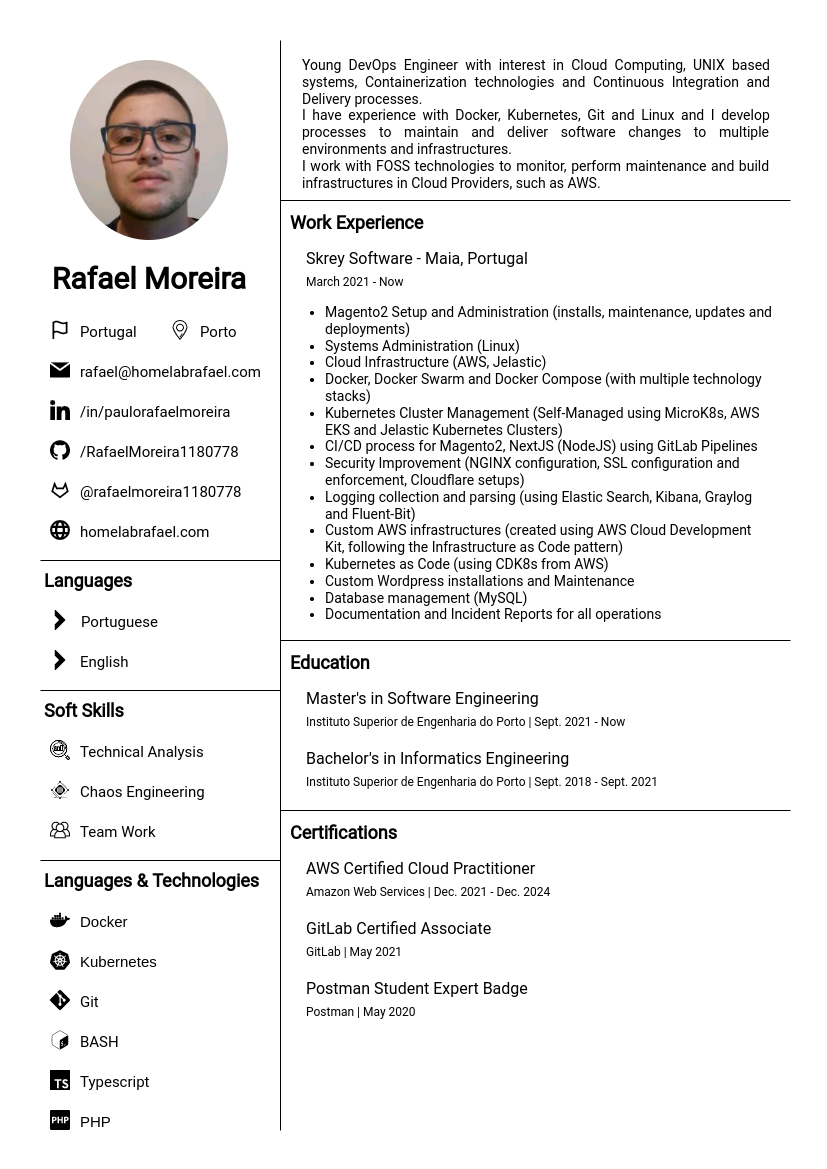 Rafael Moreira
Portugal
Porto
rafael@homelabrafael.com
/in/paulorafaelmoreira
/RafaelMoreira1180778
@rafaelmoreira1180778
homelabrafael.com
Languages
Portuguese
English
Soft Skills
Technical Analysis
Chaos Engineering
Team Work
Languages & Technologies
Docker
Kubernetes
Git
BASH
TS
Typescript
PHP
PHP
Young DevOps Engineer with interest in Cloud Computing, UNIX based
systems, Containerization technologies and Continuous Integration and
Delivery processes.
I have experience with Docker, Kubernetes, Git and Linux and I develop
processes to maintain and deliver software changes to multiple
environments and infrastructures.
I work with FOSS technologies to monitor, perform maintenance and build
infrastructures in Cloud Providers, such as AWS.
Work Experience
Skrey Software - Maia, Portugal
March 2021 - Now
• Magento2 Setup and Administration (installs, maintenance, updates and
deployments)
• Systems Administration (Linux)
• Cloud Infrastructure (AWS, Jelastic)
• Docker, Docker Swarm and Docker Compose (with multiple technology
stacks)
• Kubernetes Cluster Management (Self-Managed using MicroK8s, AWS
EKS and Jelastic Kubernetes Clusters)
• CI/CD process for Magento2, NextJS (NodeJS) using GitLab Pipelines
• Security Improvement (NGINX configuration, SSL configuration and
enforcement, Cloudflare setups)
• Logging collection and parsing (using Elastic Search, Kibana, Graylog
and Fluent-Bit)
• Custom AWS infrastructures (created using AWS Cloud Development
Kit, following the Infrastructure as Code pattern)
• Kubernetes as Code (using CDK8s from AWS)
• Custom Wordpress installations and Maintenance
• Database management (MySQL)
• Documentation and Incident Reports for all operations
Education
Master's in Software Engineering
Instituto Superior de Engenharia do Porto | Sept. 2021 - Now
Bachelor's in Informatics Engineering
Instituto Superior de Engenharia do Porto | Sept. 2018 - Sept. 2021
Certifications
AWS Certified Cloud Practitioner
Amazon Web Services | Dec. 2021 - Dec. 2024
GitLab Certified Associate
GitLab | May 2021
Postman Student Expert Badge
Postman | May 2020